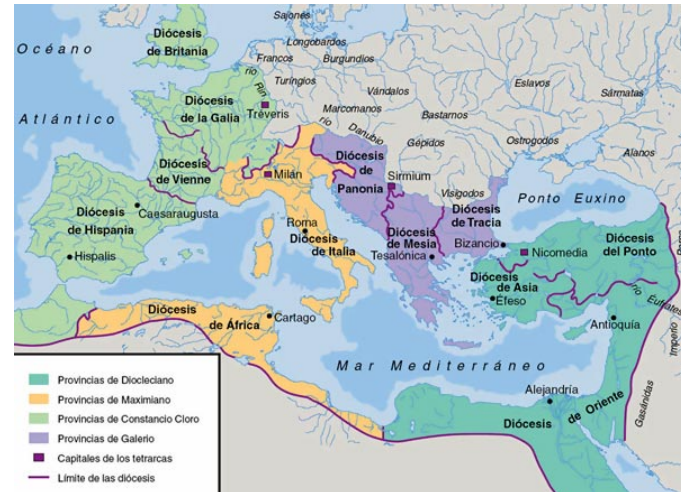 Océano
Atlántico
Diócesis
de Britania
Sajones
Longobardos
Francos
Burgundios
Turingios
Vándalos
Marcomanos
Bastarnos
Eslavos
Sármatas
Gépidos
Ostrogodos
Alanos
Visigodos
río
Rin
río
Danubio
Diócesis
de la Galia
Tréveris
Diócesis
de Vienne
Milán
Diócesis
de
Panonia
Sirmium
Ponto Euxino
Diócesis
de Hispania
Caesaraugusta
Hispalis
Roma
Diócesis
de Italia
Diócesis
de Mesia
Tesalónica
Diócesis
de Tracia
Bizancio
Nicomedia
Diócesis
del Ponto
Diócesis
de Asia
Éfeso
río
Éufrates
Antioquía
Imperio
Gasánidas
Diócesis
de África
Cartago
Mar Mediterráneo
Alejandría
Diócesis
de Oriente
Provincias de Diocleciano
Provincias de Maximiano
Provincias de Constancio Cloro
Provincias de Galerio
Capitales de los tetrarcas
Límite de las diócesis